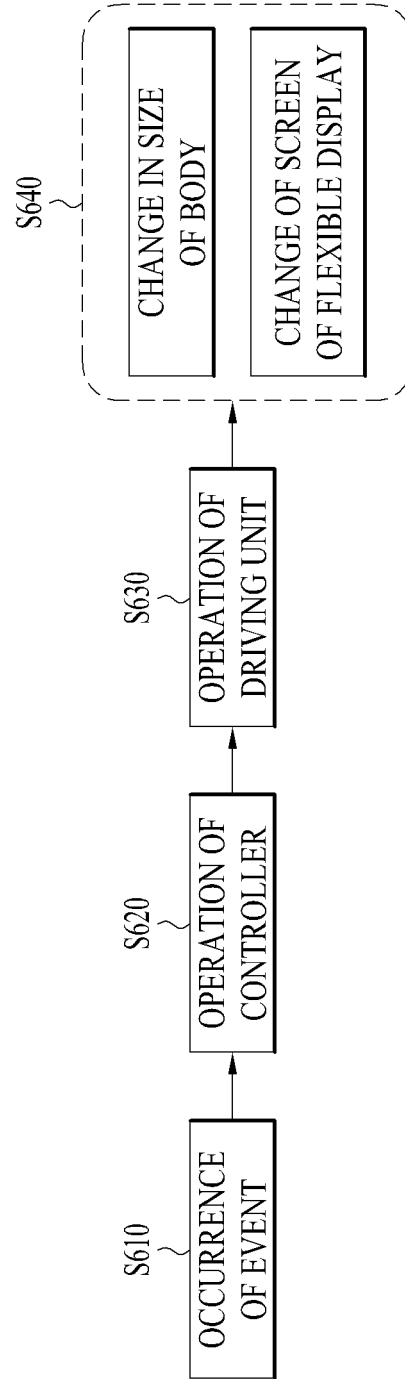 S610
OCCURRENCE
OF EVENT
S620
OPERATION OF
CONTROLLER
S630
OPERATION OF
DRIVING UNIT
S640
CHANGE IN SIZE
OF BODY
CHANGE OF SCREEN
OF FLEXIBLE DISPLAY